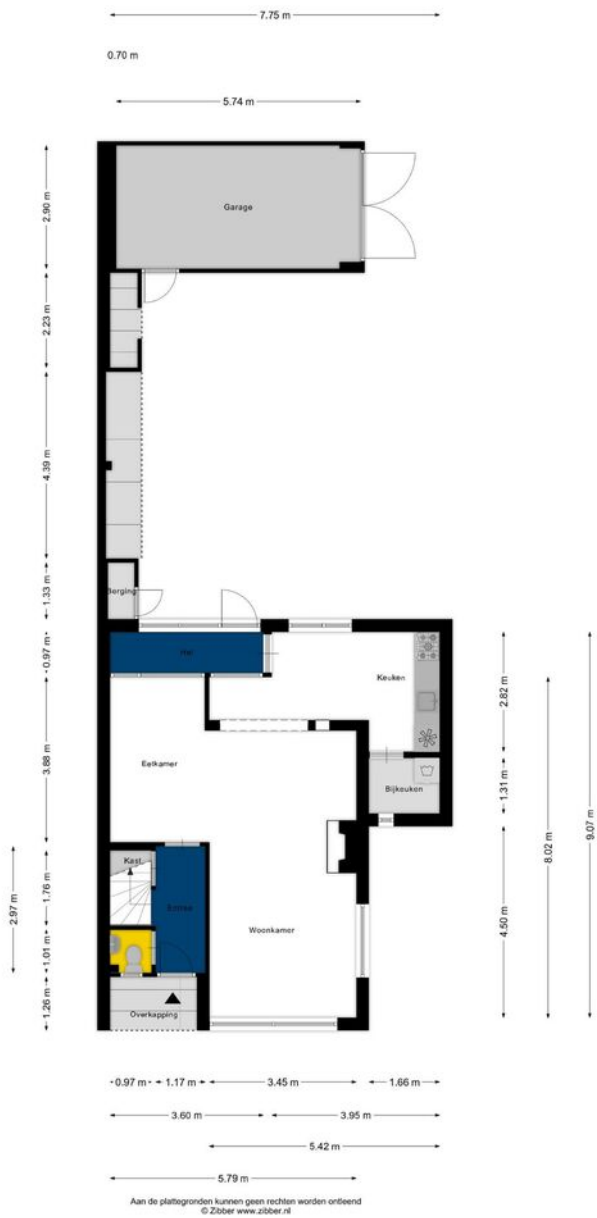 7.75 m
0.70 m
5.74 m
2.90 m
Garage
2.23 m
4.39 m
1.33 m
Berging
0.97 m
Hal
Keuken
2.82 m
3.88 m
Eetkamer
Bijkeuken
1.31 m
9.07 m
8.02 m
2.97 m
1.76 m
Kast
Entree
4.50 m
Woonkamer
1.01 m
1.26 m
Overkapping
0.97 m
1.17 m
3.45 m
1.66 m
3.60 m
3.95 m
5.42 m
5.79 m
Aan de plattegronden kunnen geen rechten worden ontleend
© Zibber www.zibber.nl